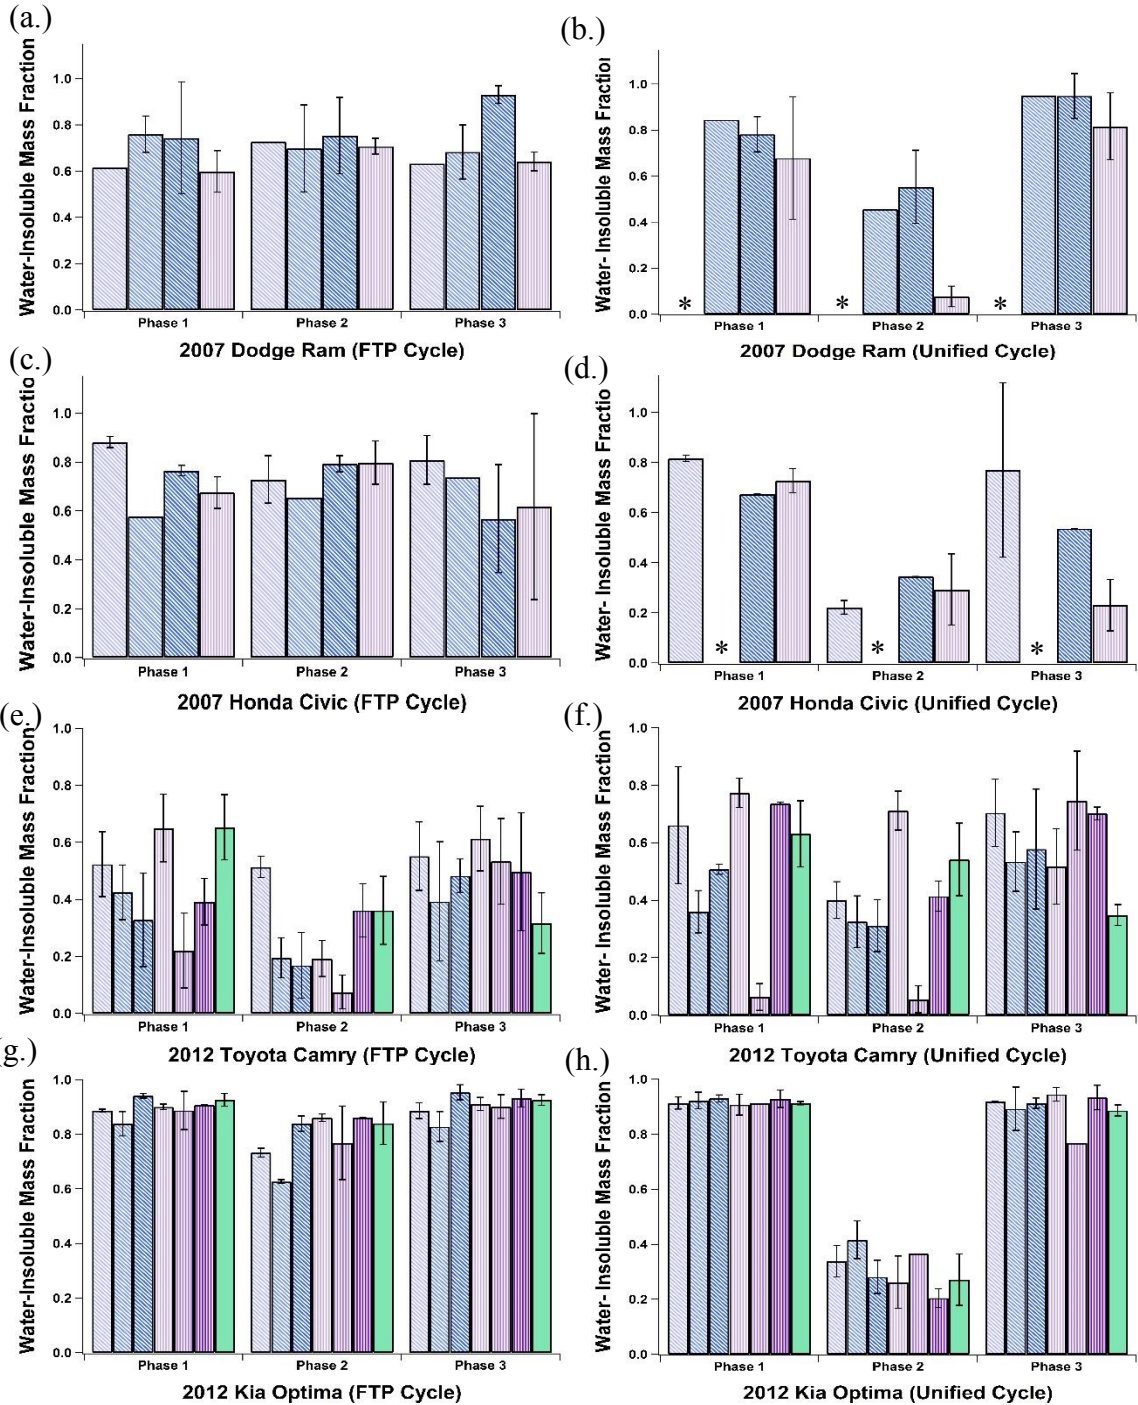 (a.)
Water-Insoluble Mass Fraction
1.0
0.8
0.6
0.4
0.2
0.0
Phase 1
Phase 2
Phase 3
2007 Dodge Ram (FTP Cycle)
(b.)
Water- Insoluble Mass Fraction
1.0
0.8
0.6
0.4
0.2
0.0
*
*
*
Phase 1
Phase 2
Phase 3
2007 Dodge Ram (Unified Cycle)
(c.)
Water-Insoluble Mass Fraction
1.0
0.8
0.6
0.4
0.2
0.0
Phase 1
Phase 2
Phase 3
2007 Honda Civic (FTP Cycle)
(d.)
Water- Insoluble Mass Fraction
1.0
0.8
0.6
0.4
0.2
0.0
*
*
*
Phase 1
Phase 2
Phase 3
2007 Honda Civic (Unified Cycle)
(e.)
Water-Insoluble Mass Fraction
1.0
0.8
0.6
0.4
0.2
0.0
Phase 1
Phase 2
Phase 3
2012 Toyota Camry (FTP Cycle)
(f.)
Water- Insoluble Mass Fraction
1.0
0.8
0.6
0.4
0.2
0.0
Phase 1
Phase 2
Phase 3
2012 Toyota Camry (Unified Cycle)
g.)
Water-Insoluble Mass Fraction
1.0
0.8
0.6
0.4
0.2
0.0
Phase 1
Phase 2
Phase 3
2012 Kia Optima (FTP Cycle)
(h.)
Water- Insoluble Mass Fraction
1.0
0.8
0.6
0.4
0.2
0.0
Phase 1
Phase 2
Phase 3
2012 Kia Optima (Unified Cycle)